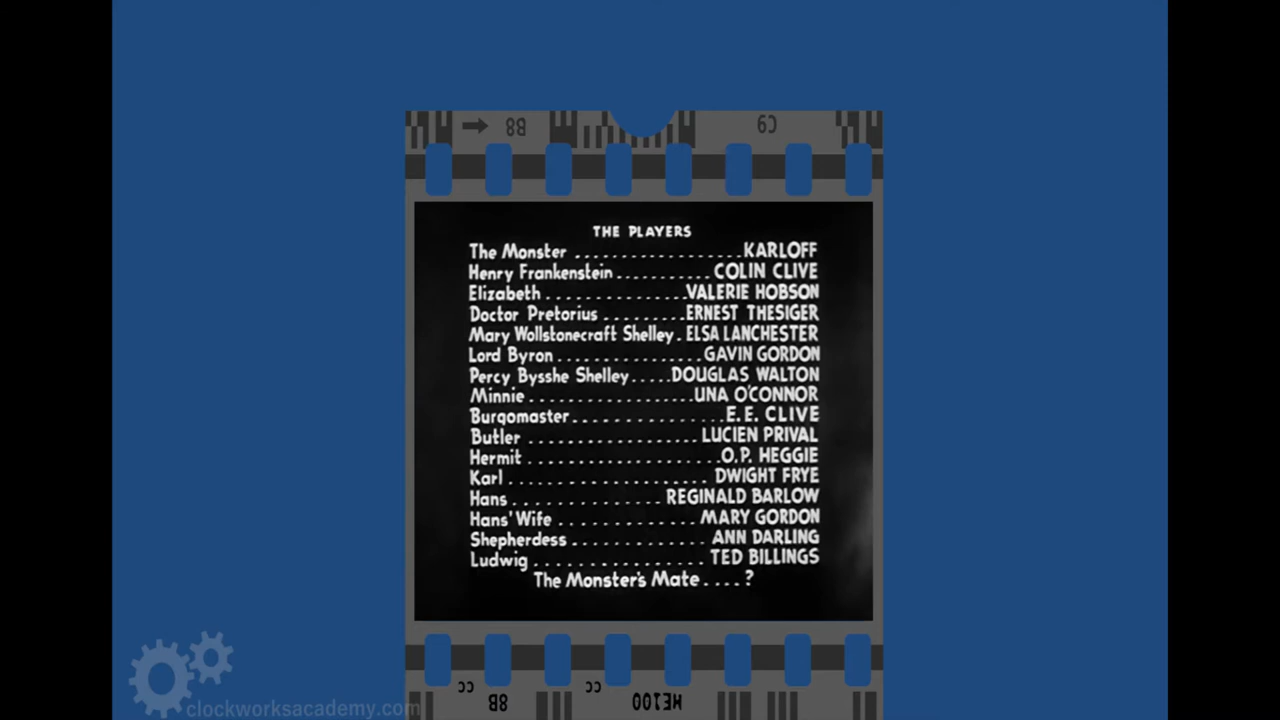 B8
C9
THE PLAYERS
The Monster .................. KARLOFF
Henry Frankenstein .......... COLIN CLIVE
Elizabeth ............... VALERIE HOBSON
Doctor Pretorius ......... ERNEST THESIGER
Mary Wollstonecraft Shelley . ELSA LANCHESTER
Lord Byron ............... GAVIN GORDON
Percy Bysshe Shelley ..... DOUGLAS WALTON
Minnie ................. UNA O'CONNOR
Burgomaster ................ E. E. CLIVE
Butler .................. LUCIEN PRIVAL
Hermit .................... O.P. HEGGIE
Karl ..................... DWIGHT FRYE
Hans ................ REGINALD BARLOW
Hans' Wife ............... MARY GORDON
Shepherdess .............. ANN DARLING
Ludwig .................. TED BILLINGS
The Monster's Mate .... ?
CC
CC
8B
ME100
clockworksacademy.com